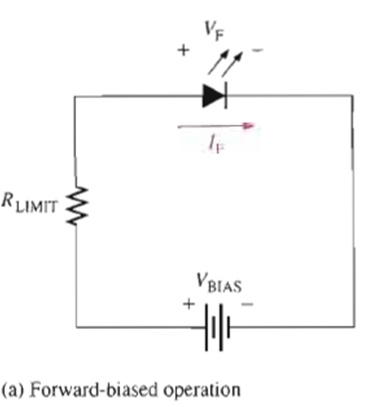 V_F
+ −
I_F
R_LIMIT
V_BIAS
+ −
(a) Forward-biased operation